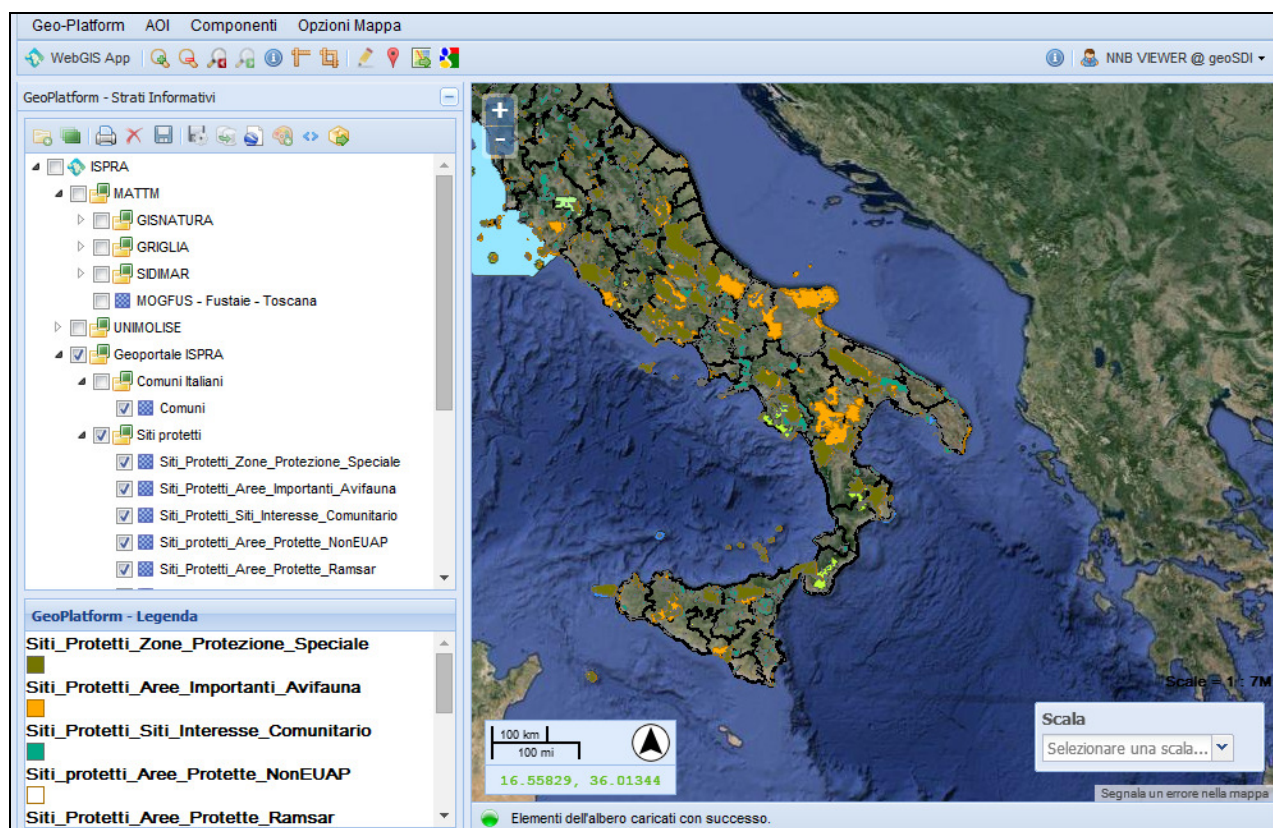 Geo-Platform AOI Componenti Opzioni Mappa
WebGIS App
NNB VIEWER @ geoSDI
GeoPlatform - Strati Informativi
ISPRA
MATTM
GISNATURA
GRIGLIA
SIDIMAR
MOGFUS - Fustaie - Toscana
UNIMOLISE
Geoportale ISPRA
Comuni Italiani
Comuni
Siti protetti
Siti_Protetti_Zone_Protezione_Speciale
Siti_Protetti_Aree_Importanti_Avifauna
Siti_Protetti_Siti_Interesse_Comunitario
Siti_protetti_Aree_Protette_NonEUAP
Siti_Protetti_Aree_Protette_Ramsar
GeoPlatform - Legenda
Siti_Protetti_Zone_Protezione_Speciale
Siti_Protetti_Aree_Importanti_Avifauna
Siti_Protetti_Siti_Interesse_Comunitario
Siti_protetti_Aree_Protette_NonEUAP
Siti_Protetti_Aree_Protette_Ramsar
+
-
100 km
100 mi
16.55829, 36.01344
Scale = 1 : 7M
Scala
Selezionare una scala...
Segnala un errore nella mappa
Elementi dell'albero caricati con successo.